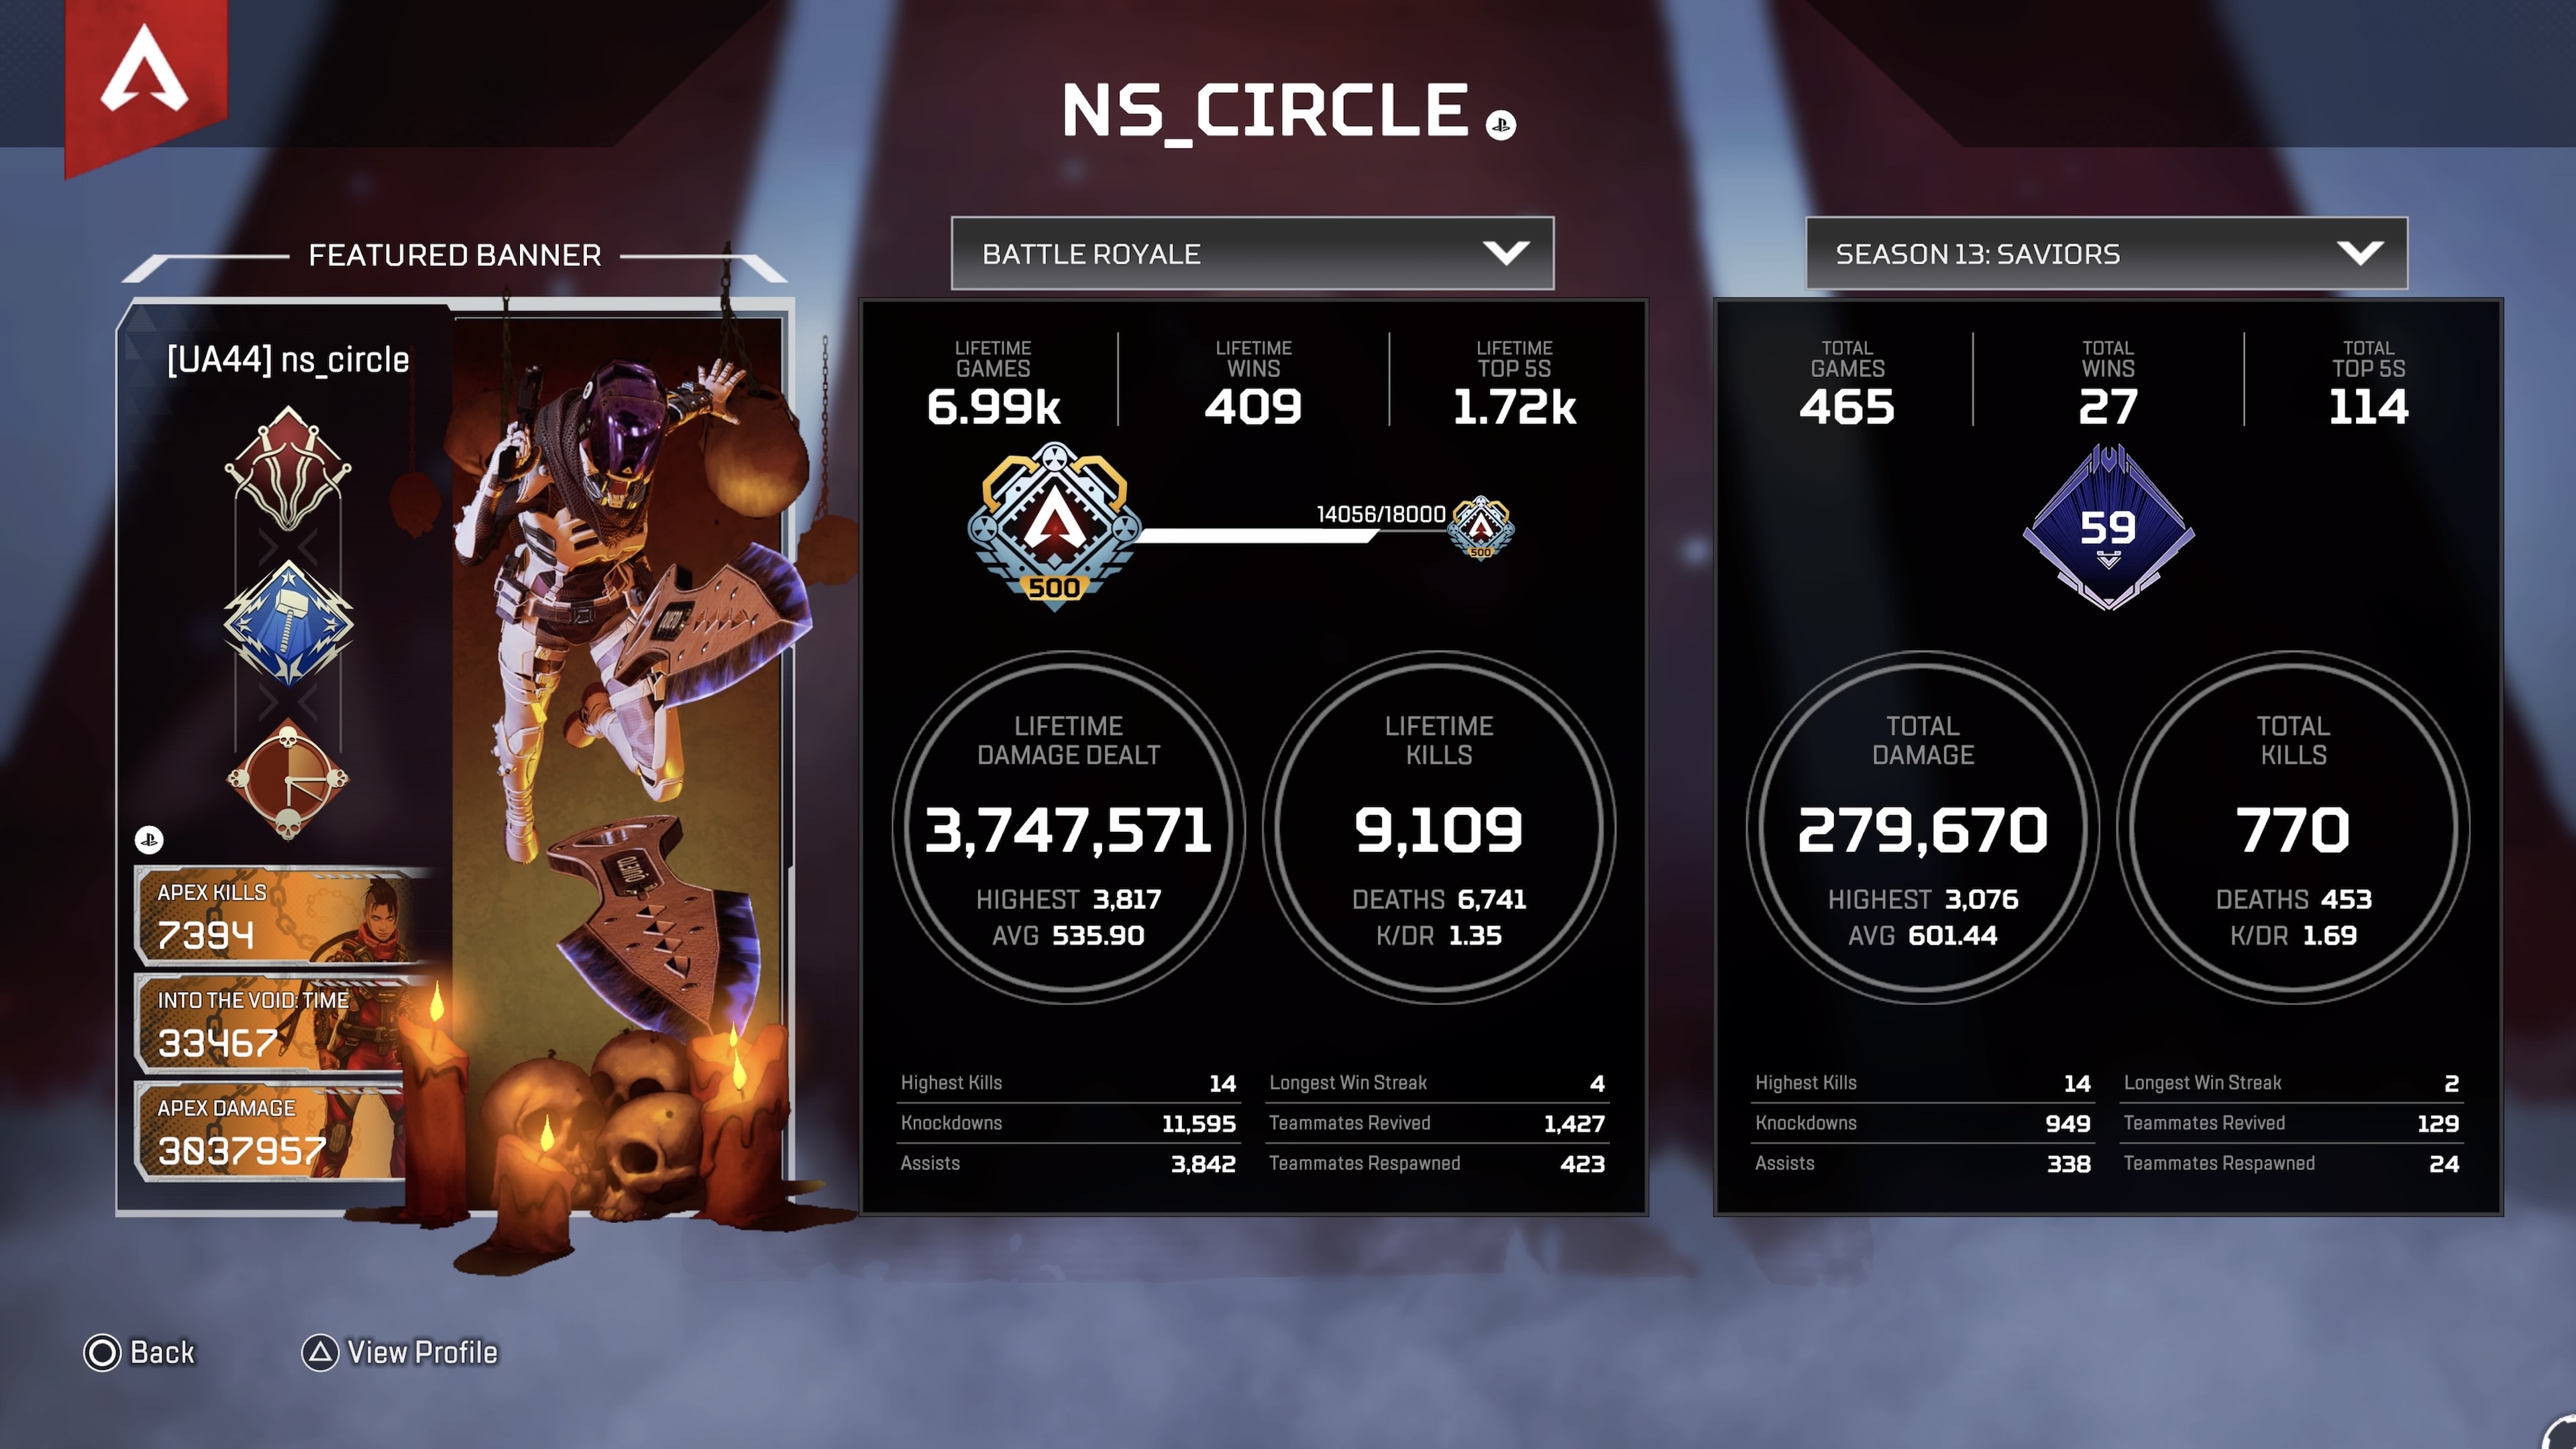 NS_CIRCLE
FEATURED BANNER
[UA44] ns_circle
APEX KILLS
7394
INTO THE VOID: TIME
33467
APEX DAMAGE
3037957
BATTLE ROYALE
LIFETIME
GAMES
6.99k
LIFETIME
WINS
409
LIFETIME
TOP 5S
1.72k
500
14056/18000
500
LIFETIME
DAMAGE DEALT
3,747,571
HIGHEST 3,817
AVG 535.90
LIFETIME
KILLS
9,109
DEATHS 6,741
K/DR 1.35
Highest Kills 14
Knockdowns 11,595
Assists 3,842
Longest Win Streak 4
Teammates Revived 1,427
Teammates Respawned 423
SEASON 13: SAVIORS
TOTAL
GAMES
465
TOTAL
WINS
27
TOTAL
TOP 5S
114
59
TOTAL
DAMAGE
279,670
HIGHEST 3,076
AVG 601.44
TOTAL
KILLS
770
DEATHS 453
K/DR 1.69
Highest Kills 14
Knockdowns 949
Assists 338
Longest Win Streak 2
Teammates Revived 129
Teammates Respawned 24
Back
View Profile